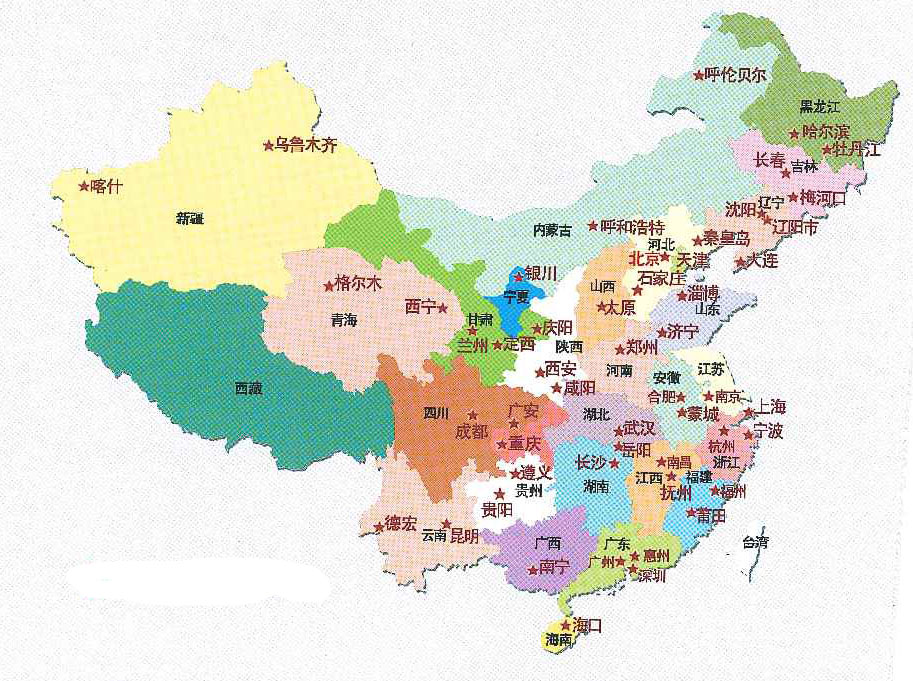 呼伦贝尔
黑龙江
哈尔滨
牡丹江
乌鲁木齐
长春
吉林
喀什
梅河口
辽宁
沈阳
辽阳市
新疆
内蒙古
呼和浩特
河北
秦皇岛
北京
天津
大连
银川
石家庄
格尔木
山西
宁夏
淄博
西宁
太原
山东
青海
甘肃
庆阳
济宁
兰州
定西
陕西
郑州
西安
河南
安徽
江苏
西藏
咸阳
合肥
南京
四川
广安
湖北
蒙城
上海
成都
武汉
宁波
重庆
岳阳
杭州
长沙
南昌
浙江
遵义
江西
福建
贵州
湖南
抚州
福州
贵阳
莆田
德宏
云南
昆明
广西
广东
台湾
南宁
广州
惠州
深圳
海口
海南